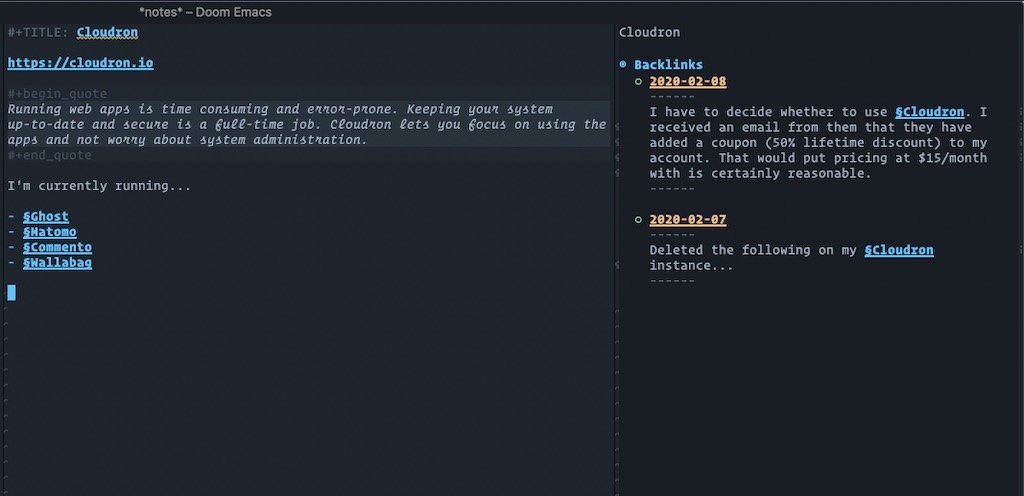 *notes* – Doom Emacs
#+TITLE: Cloudron
https://cloudron.io
#+begin_quote
Running web apps is time consuming and error-prone. Keeping your system
up-to-date and secure is a full-time job. Cloudron lets you focus on using the
apps and not worry about system administration.
#+end_quote
I'm currently running...
- §Ghost
- §Matomo
- §Commento
- §Wallabag
Cloudron
Backlinks
2020-02-08
------
I have to decide whether to use §Cloudron. I
received an email from them that they have
added a coupon (50% lifetime discount) to my
account. That would put pricing at $15/month
with is certainly reasonable.
------
2020-02-07
------
Deleted the following on my §Cloudron
instance...
------